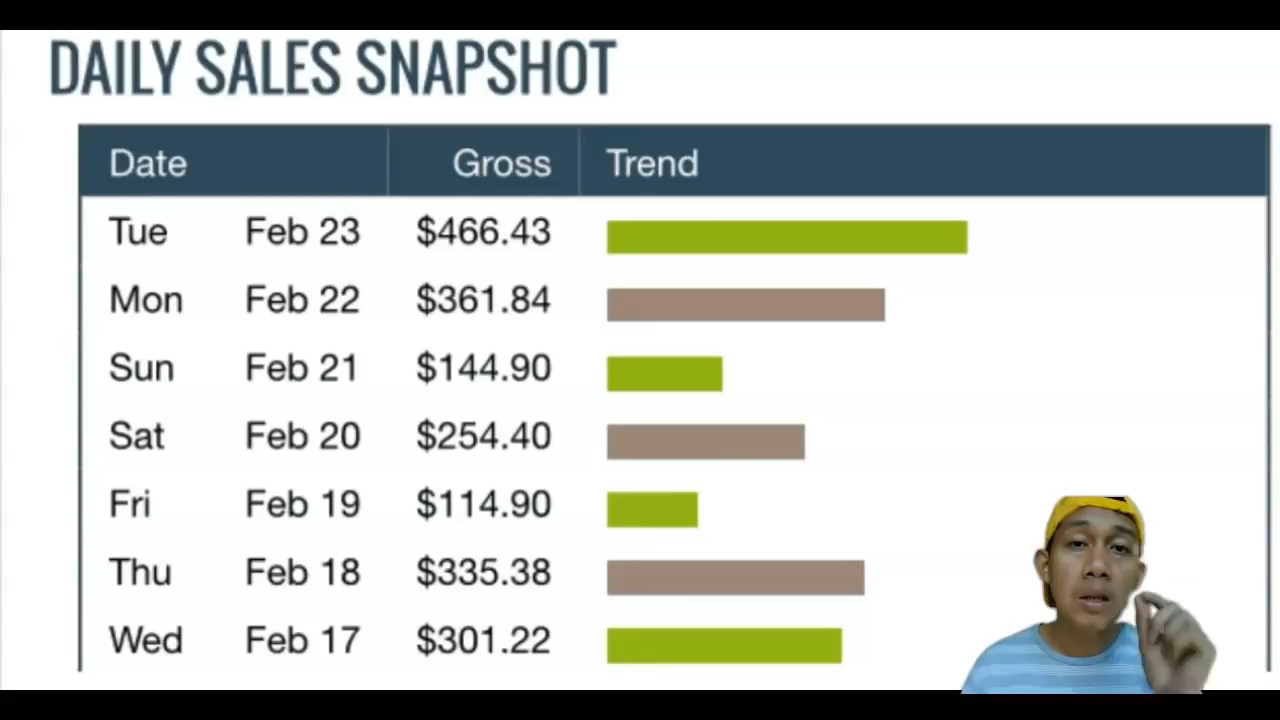 DAILY SALES SNAPSHOT
Date Gross Trend
Tue Feb 23 $466.43
Mon Feb 22 $361.84
Sun Feb 21 $144.90
Sat Feb 20 $254.40
Fri Feb 19 $114.90
Thu Feb 18 $335.38
Wed Feb 17 $301.22